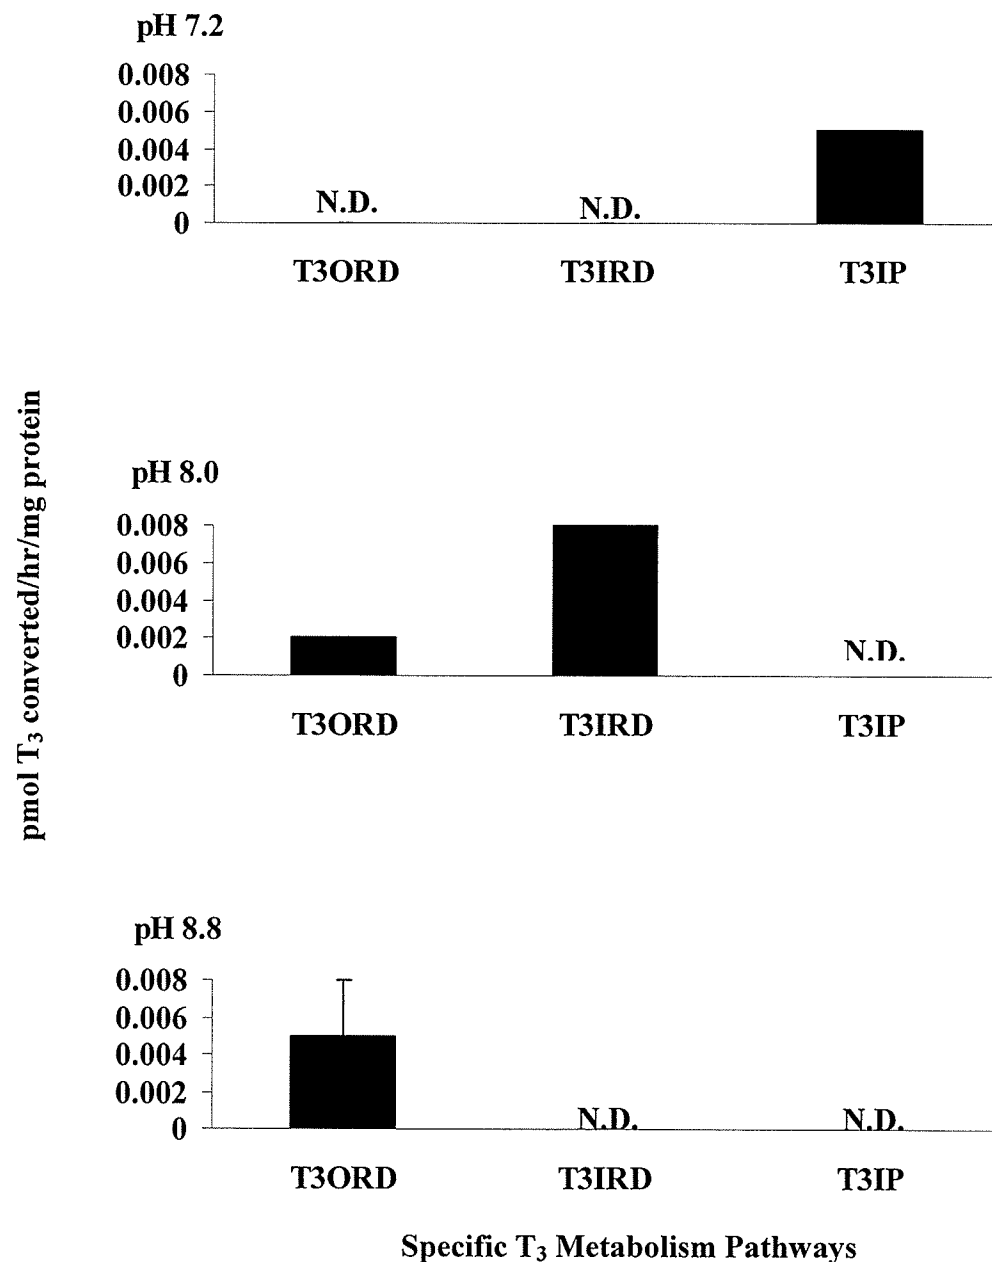 pH 7.2
0.008
0.006
0.004
0.002
0
N.D.
N.D.
T3ORD
T3IRD
T3IP
pmol T₃ converted/hr/mg protein
pH 8.0
0.008
0.006
0.004
0.002
0
N.D.
T3ORD
T3IRD
T3IP
pH 8.8
0.008
0.006
0.004
0.002
0
N.D.
N.D.
T3ORD
T3IRD
T3IP
Specific T₃ Metabolism Pathways